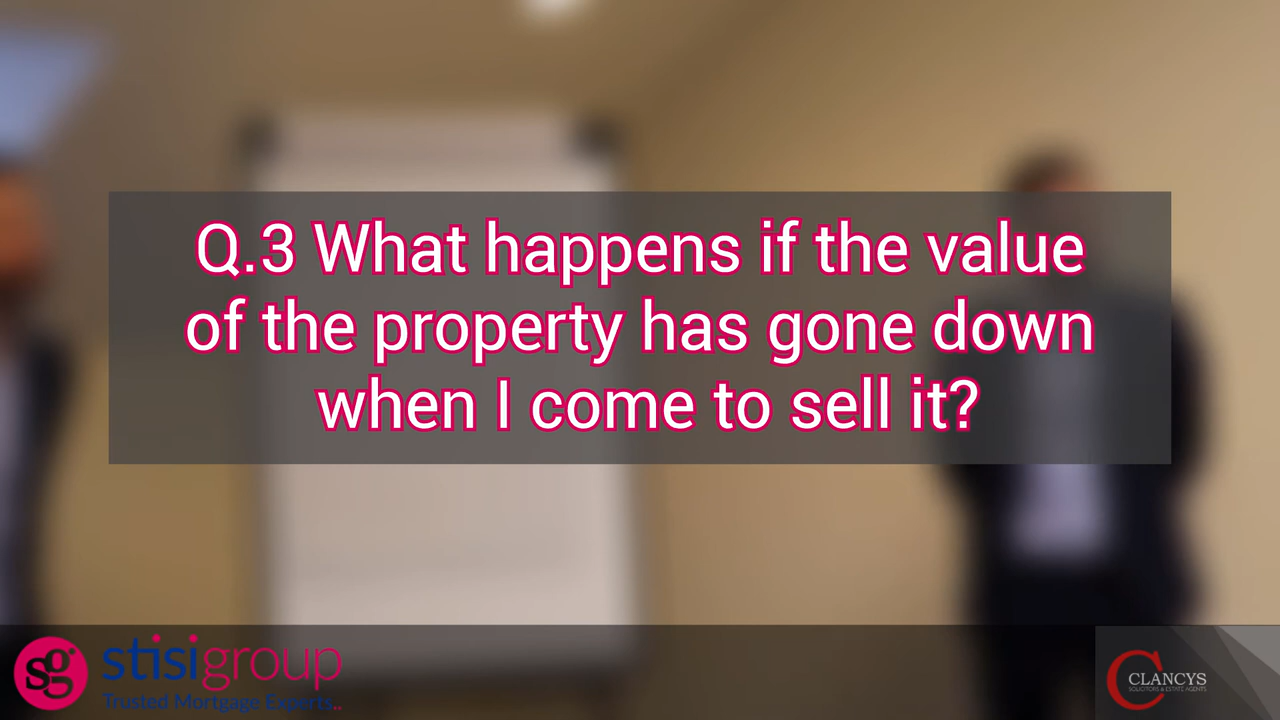 Q.3 What happens if the value
of the property has gone down
when I come to sell it?
sg
stisigroup
Trusted Mortgage Experts..
CLANCYS
SOLICITORS & ESTATE AGENTS